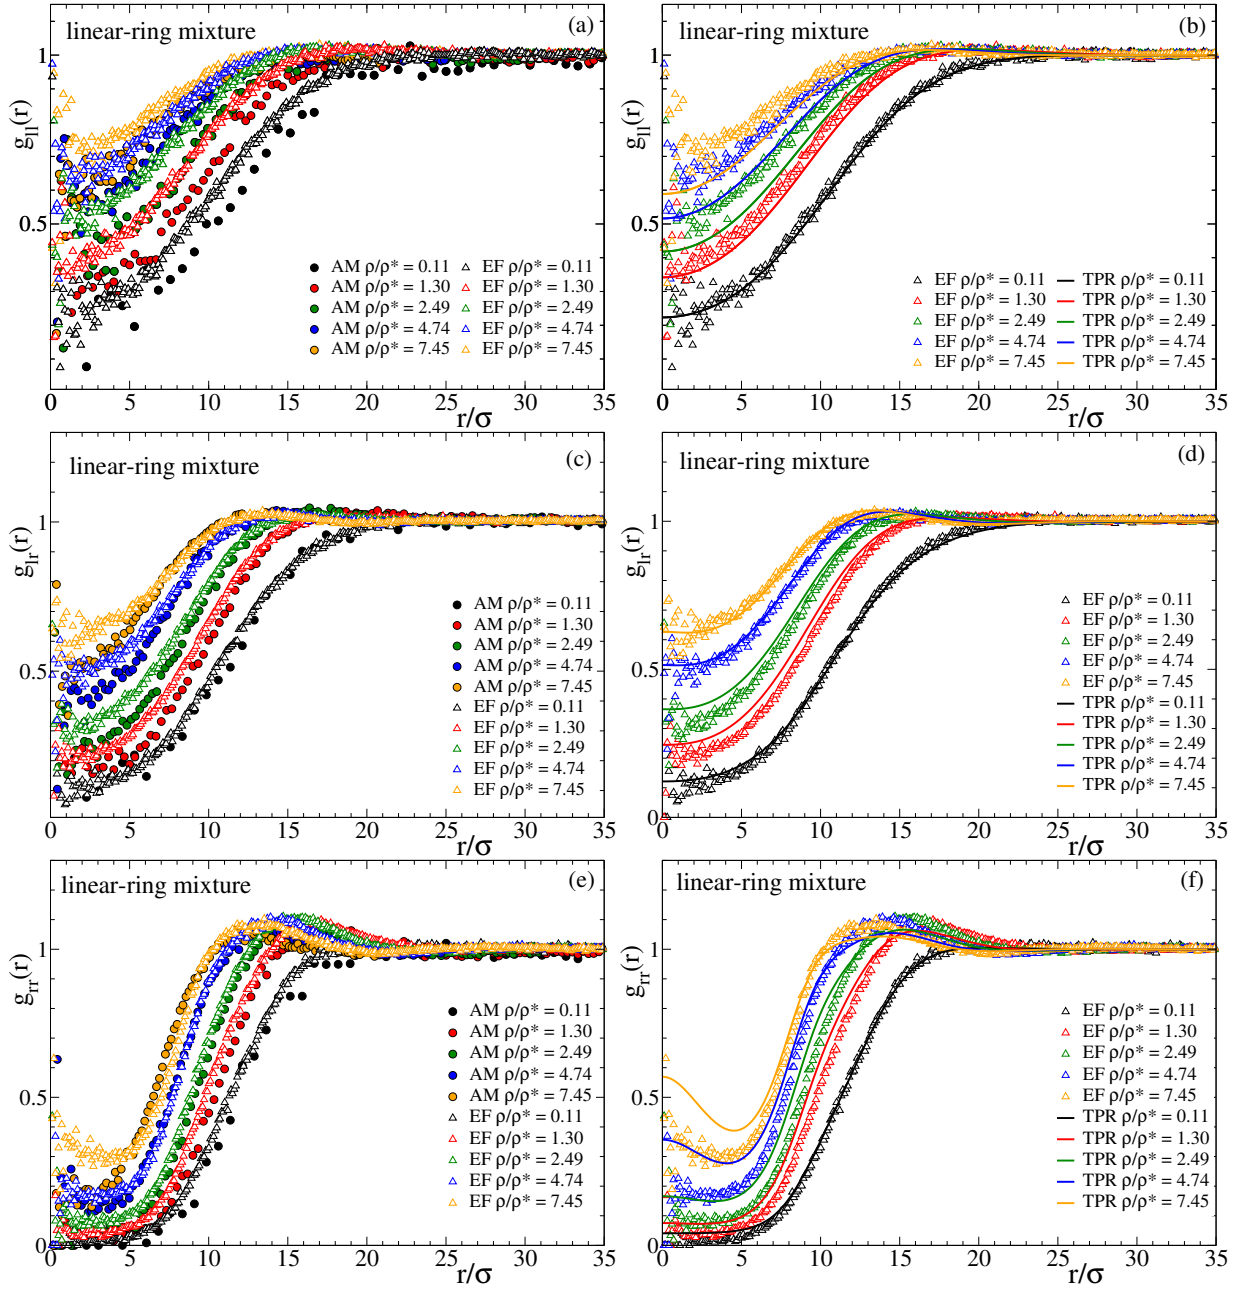 linear-ring mixture
(a)
g_ll(r)
1
0.5
AM ρ/ρ* = 0.11
AM ρ/ρ* = 1.30
AM ρ/ρ* = 2.49
AM ρ/ρ* = 4.74
AM ρ/ρ* = 7.45
EF ρ/ρ* = 0.11
EF ρ/ρ* = 1.30
EF ρ/ρ* = 2.49
EF ρ/ρ* = 4.74
EF ρ/ρ* = 7.45
0 5 10 15 20 25 30 35
r/σ
linear-ring mixture
(b)
g_ll(r)
1
0.5
EF ρ/ρ* = 0.11
EF ρ/ρ* = 1.30
EF ρ/ρ* = 2.49
EF ρ/ρ* = 4.74
EF ρ/ρ* = 7.45
TPR ρ/ρ* = 0.11
TPR ρ/ρ* = 1.30
TPR ρ/ρ* = 2.49
TPR ρ/ρ* = 4.74
TPR ρ/ρ* = 7.45
0 5 10 15 20 25 30 35
r/σ
linear-ring mixture
(c)
g_lr(r)
1
0.5
0
AM ρ/ρ* = 0.11
AM ρ/ρ* = 1.30
AM ρ/ρ* = 2.49
AM ρ/ρ* = 4.74
AM ρ/ρ* = 7.45
EF ρ/ρ* = 0.11
EF ρ/ρ* = 1.30
EF ρ/ρ* = 2.49
EF ρ/ρ* = 4.74
EF ρ/ρ* = 7.45
0 5 10 15 20 25 30 35
r/σ
linear-ring mixture
(d)
g_lr(r)
1
0.5
0
EF ρ/ρ* = 0.11
EF ρ/ρ* = 1.30
EF ρ/ρ* = 2.49
EF ρ/ρ* = 4.74
EF ρ/ρ* = 7.45
TPR ρ/ρ* = 0.11
TPR ρ/ρ* = 1.30
TPR ρ/ρ* = 2.49
TPR ρ/ρ* = 4.74
TPR ρ/ρ* = 7.45
0 5 10 15 20 25 30 35
r/σ
linear-ring mixture
(e)
g_rr(r)
1
0.5
0
AM ρ/ρ* = 0.11
AM ρ/ρ* = 1.30
AM ρ/ρ* = 2.49
AM ρ/ρ* = 4.74
AM ρ/ρ* = 7.45
EF ρ/ρ* = 0.11
EF ρ/ρ* = 1.30
EF ρ/ρ* = 2.49
EF ρ/ρ* = 4.74
EF ρ/ρ* = 7.45
0 5 10 15 20 25 30 35
r/σ
linear-ring mixture
(f)
g_rr(r)
1
0.5
0
EF ρ/ρ* = 0.11
EF ρ/ρ* = 1.30
EF ρ/ρ* = 2.49
EF ρ/ρ* = 4.74
EF ρ/ρ* = 7.45
TPR ρ/ρ* = 0.11
TPR ρ/ρ* = 1.30
TPR ρ/ρ* = 2.49
TPR ρ/ρ* = 4.74
TPR ρ/ρ* = 7.45
0 5 10 15 20 25 30 35
r/σ